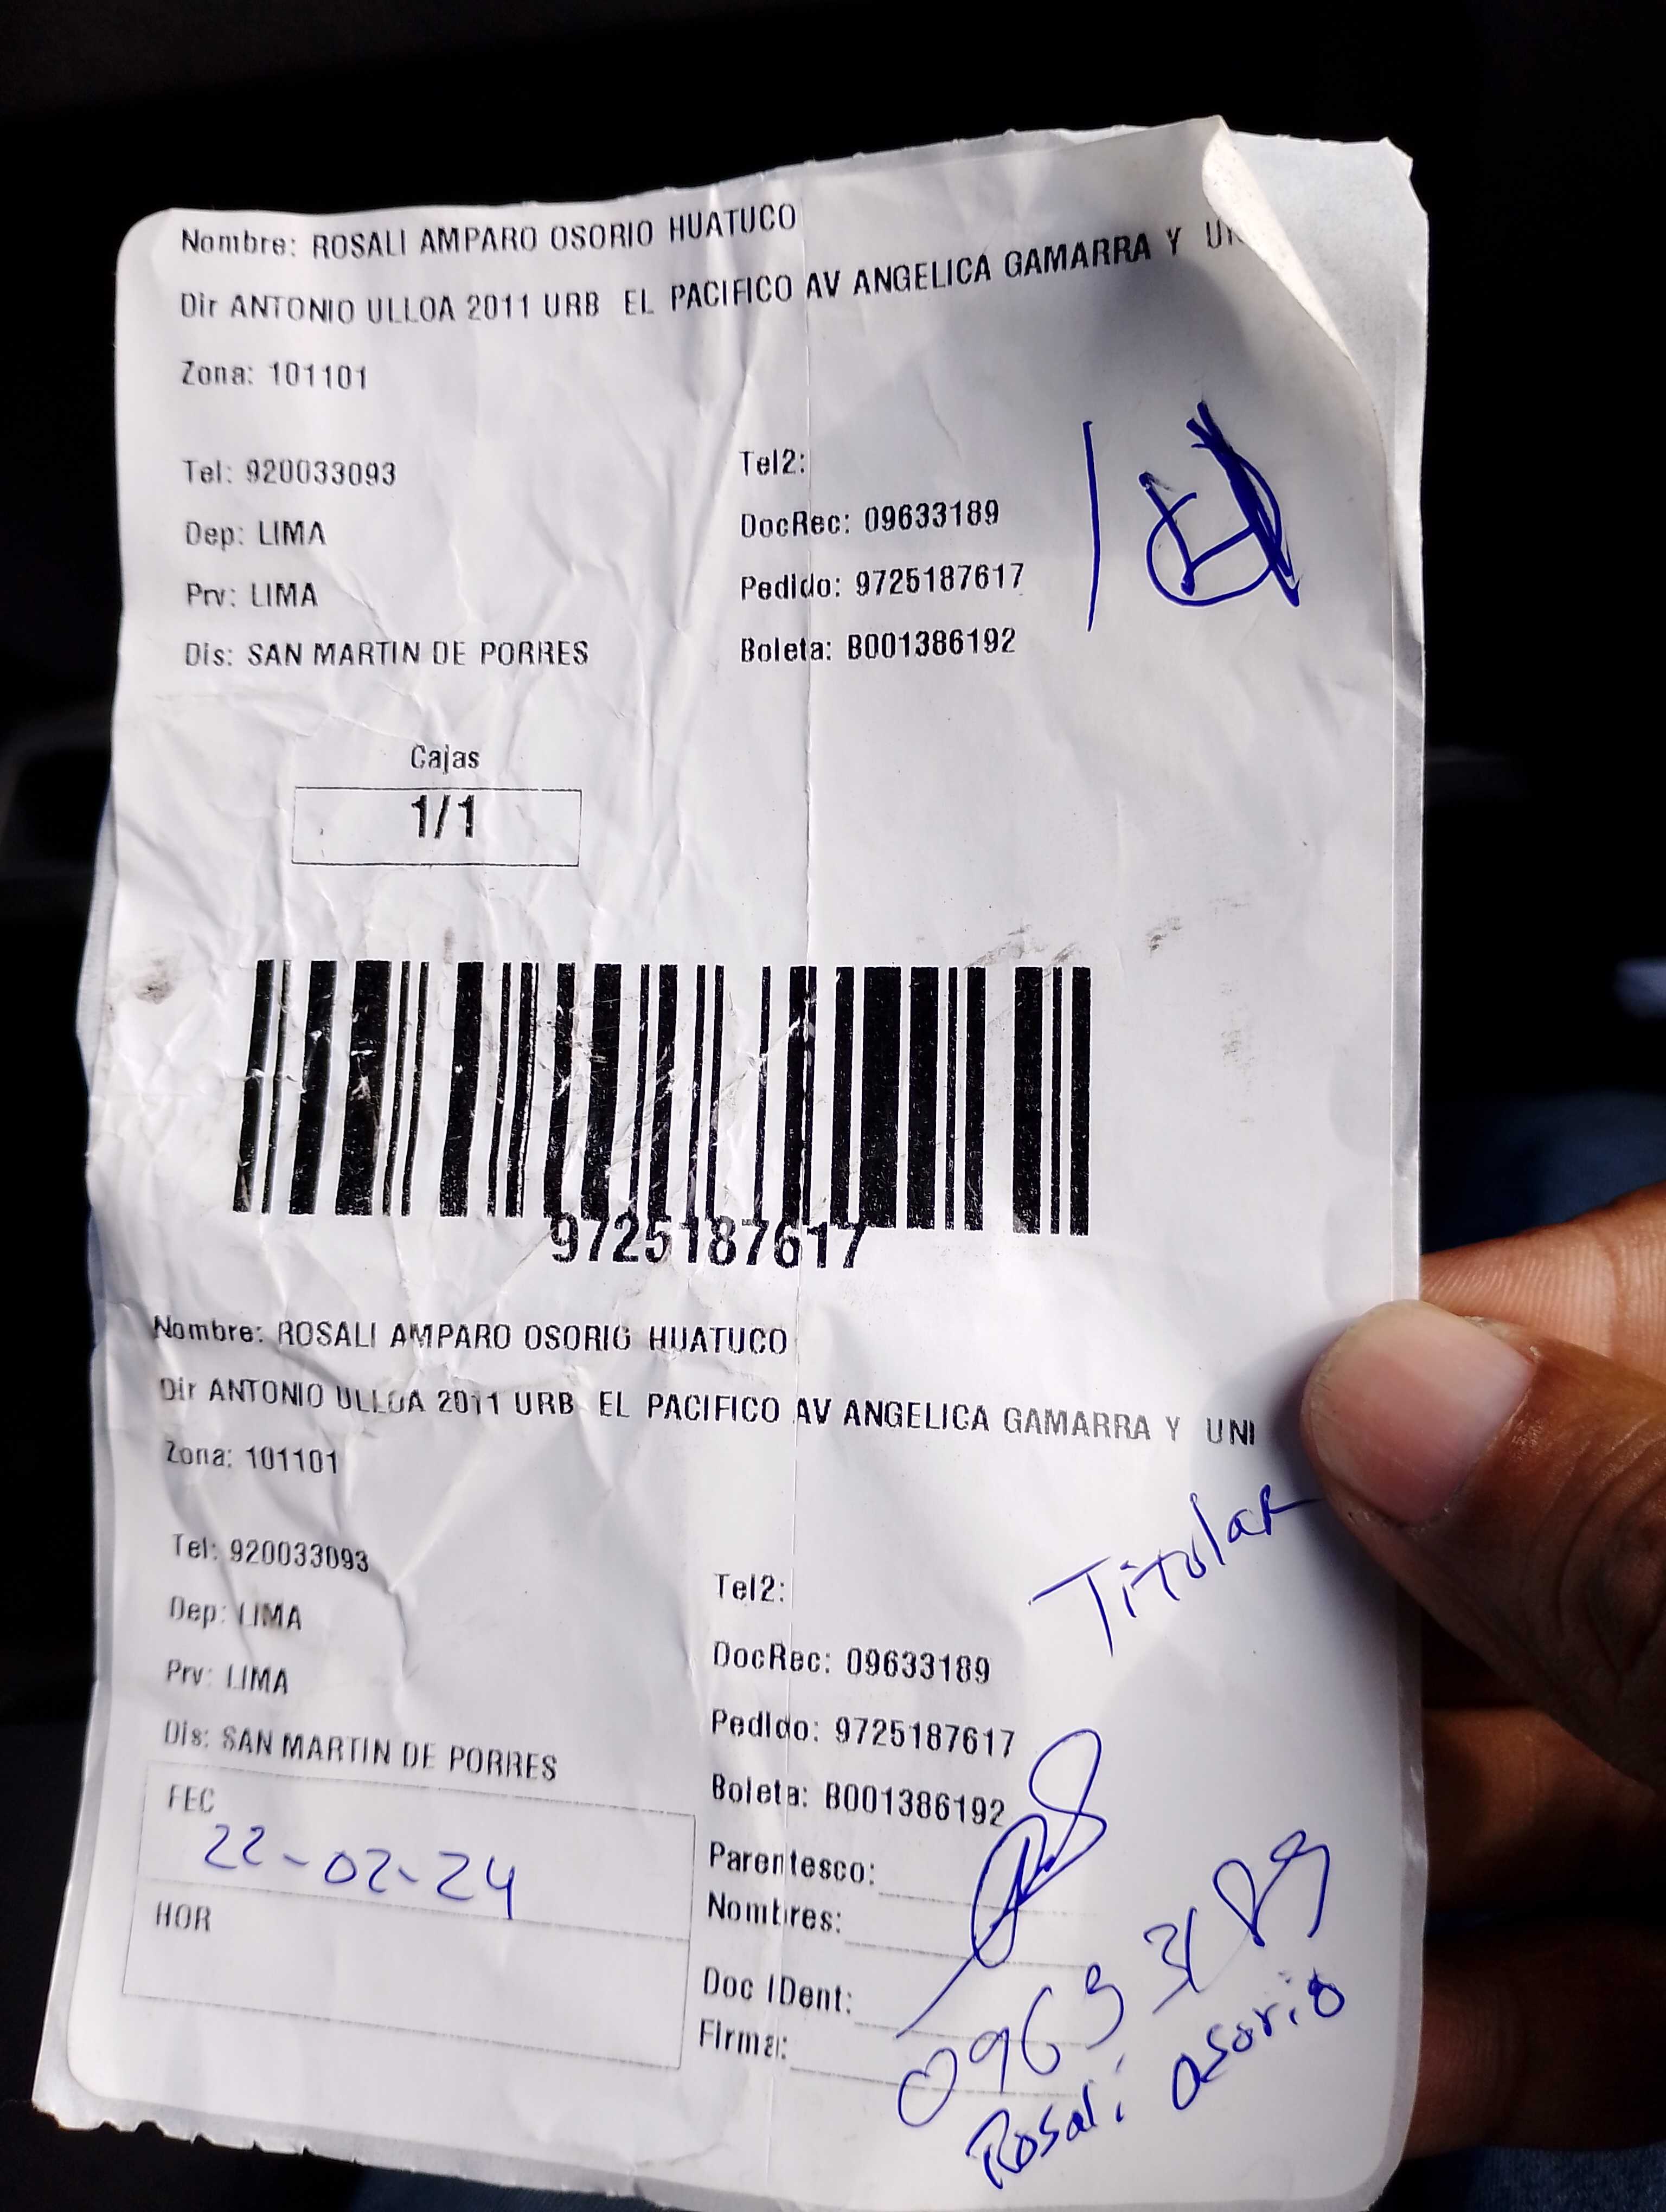 Nombre: ROSALI AMPARO OSORIO HUATUCO
Dir ANTONIO ULLOA 2011 URB EL PACIFICO AV ANGELICA GAMARRA Y
Zona: 101101
Tel: 920033093
Tel2:
Dep: LIMA
DocRec: 09633189
Prv: LIMA
Pedido: 9725187617
Dis: SAN MARTIN DE PORRES
Boleta: B001386192
Cajas
1/1
9725187617
Nombre: ROSALI AMPARO OSORIO HUATUCO
Dir ANTONIO ULLOA 2011 URB EL PACIFICO AV ANGELICA GAMARRA Y UNI
Zona: 101101
Titular
Tel: 920033093
Tel2:
Dep: LIMA
DocRec: 09633189
Prv: LIMA
Pedido: 9725187617
Dis: SAN MARTIN DE PORRES
Boleta: B001386192
FEC
22-02-24
HOR
Parentesco:
Nombres:
Doc IDent:
Firma:
09633189
Rosali Osorio